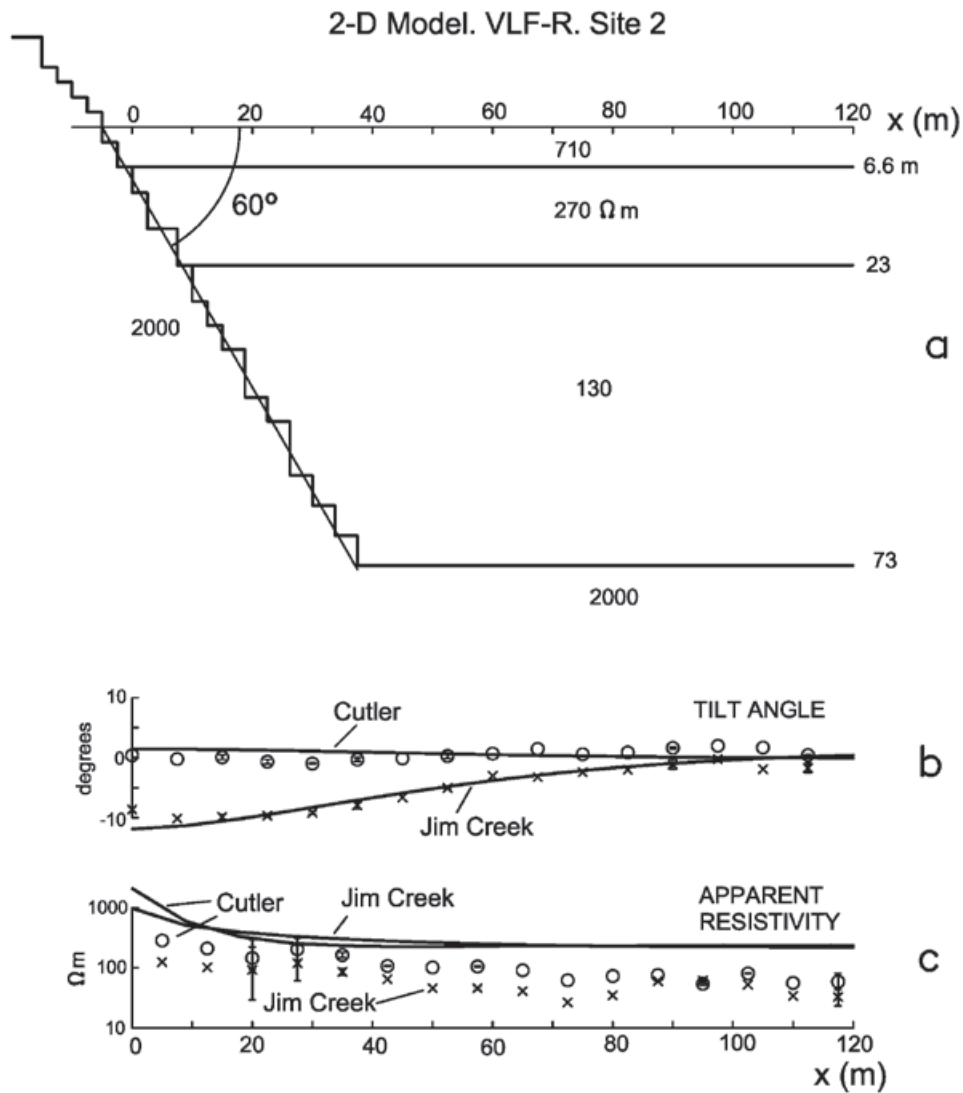 2-D Model. VLF-R. Site 2
0 20 40 60 80 100 120 x (m)
710
6.6 m
60°
270 Ω m
23
2000
a
130
73
2000
10
Cutler
TILT ANGLE
degrees
0
b
-10
Jim Creek
Cutler
Jim Creek
APPARENT
RESISTIVITY
1000
Ω m
100
c
Jim Creek
10
0 20 40 60 80 100 120
x (m)